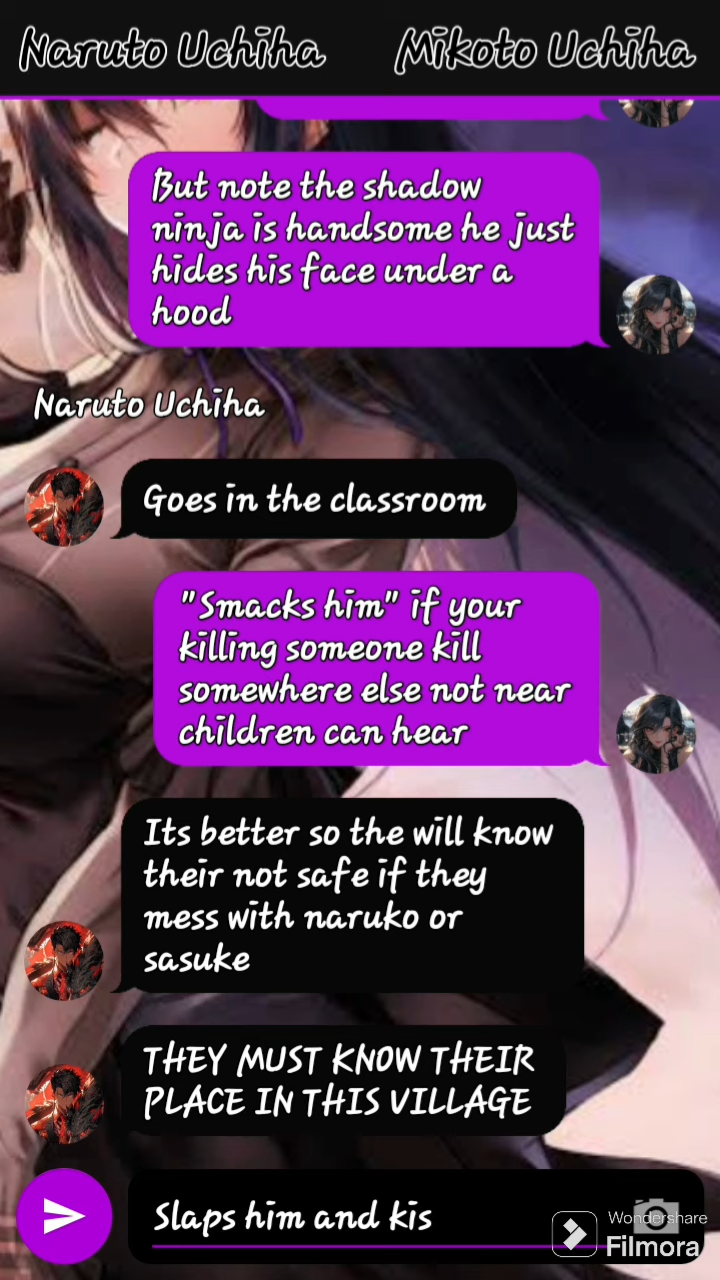 Naruto Uchiha Mikoto Uchiha
But note the shadow
ninja is handsome he just
hides his face under a
hood
Naruto Uchiha
Goes in the classroom
"Smacks him" if your
killing someone kill
somewhere else not near
children can hear
Its better so the will know
their not safe if they
mess with naruko or
sasuke
THEY MUST KNOW THEIR
PLACE IN THIS VILLAGE
Slaps him and kis
Wondershare
Filmora